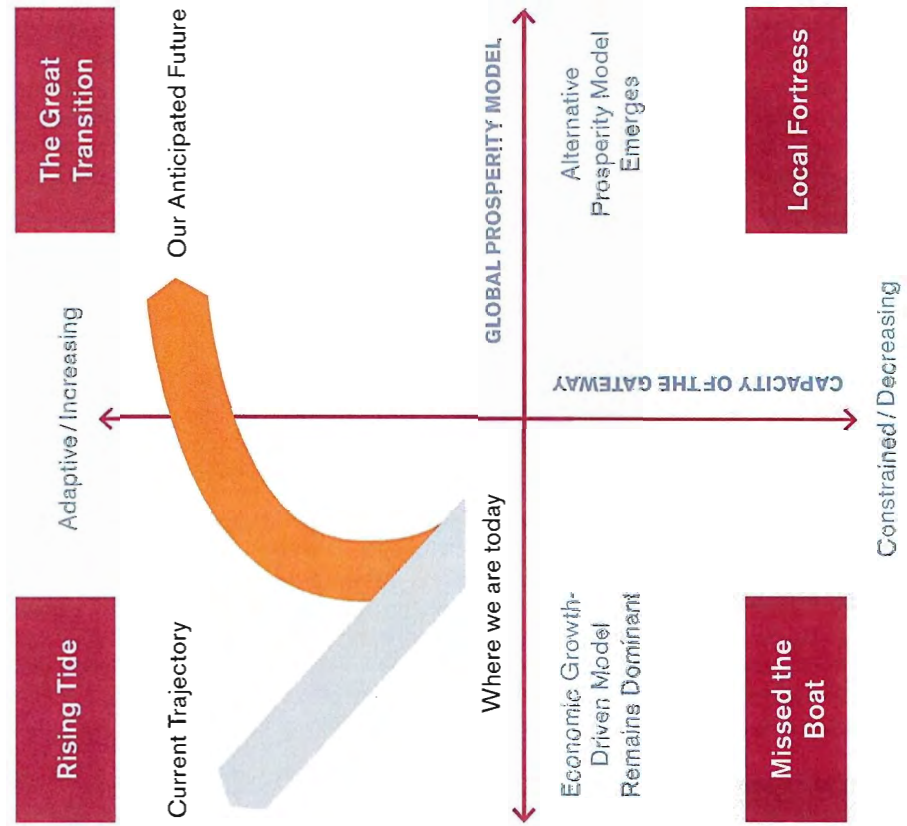 Rising Tide
Adaptive/Increasing
The Great
Transition
Current Trajectory
Our Anticipated Future
Where we are today
GLOBAL PROSPERITY MODEL
Economic Growth-
Driven Model
Remains Dominant
CAPACITY OF THE GATEWAY
Alternative
Prosperity Model
Emerges
Missed the
Boat
Constrained/Decreasing
Local Fortress